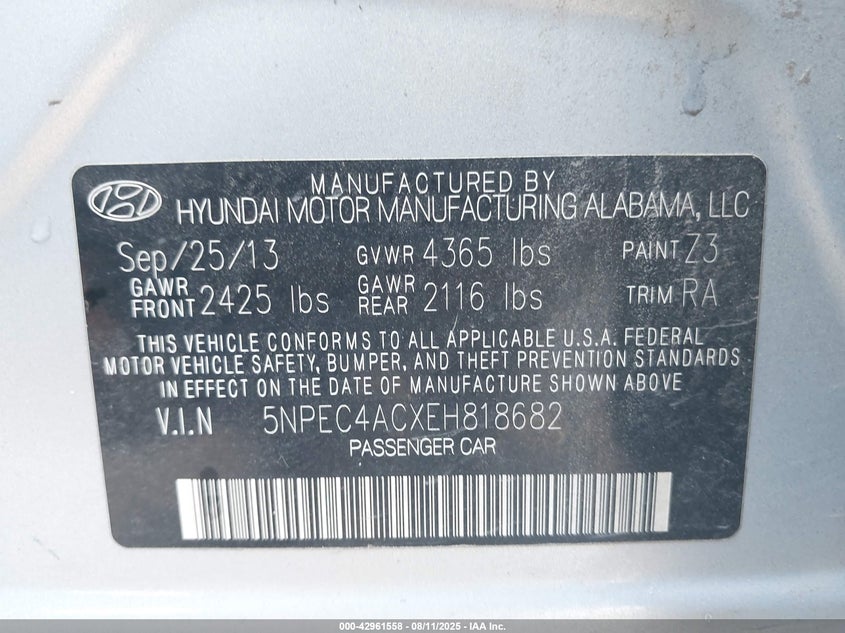 MANUFACTURED BY
HYUNDAI MOTOR MANUFACTURING ALABAMA, LLC
Sep/25/13 GVWR 4365 lbs PAINT Z3
GAWR FRONT 2425 lbs GAWR REAR 2116 lbs TRIM RA
THIS VEHICLE CONFORMS TO ALL APPLICABLE U.S.A. FEDERAL
MOTOR VEHICLE SAFETY, BUMPER, AND THEFT PREVENTION STANDARDS
IN EFFECT ON THE DATE OF MANUFACTURE SHOWN ABOVE
V.I.N 5NPEC4ACXEH818682
PASSENGER CAR
000-42961558 - 08/11/2025 - IAA Inc.